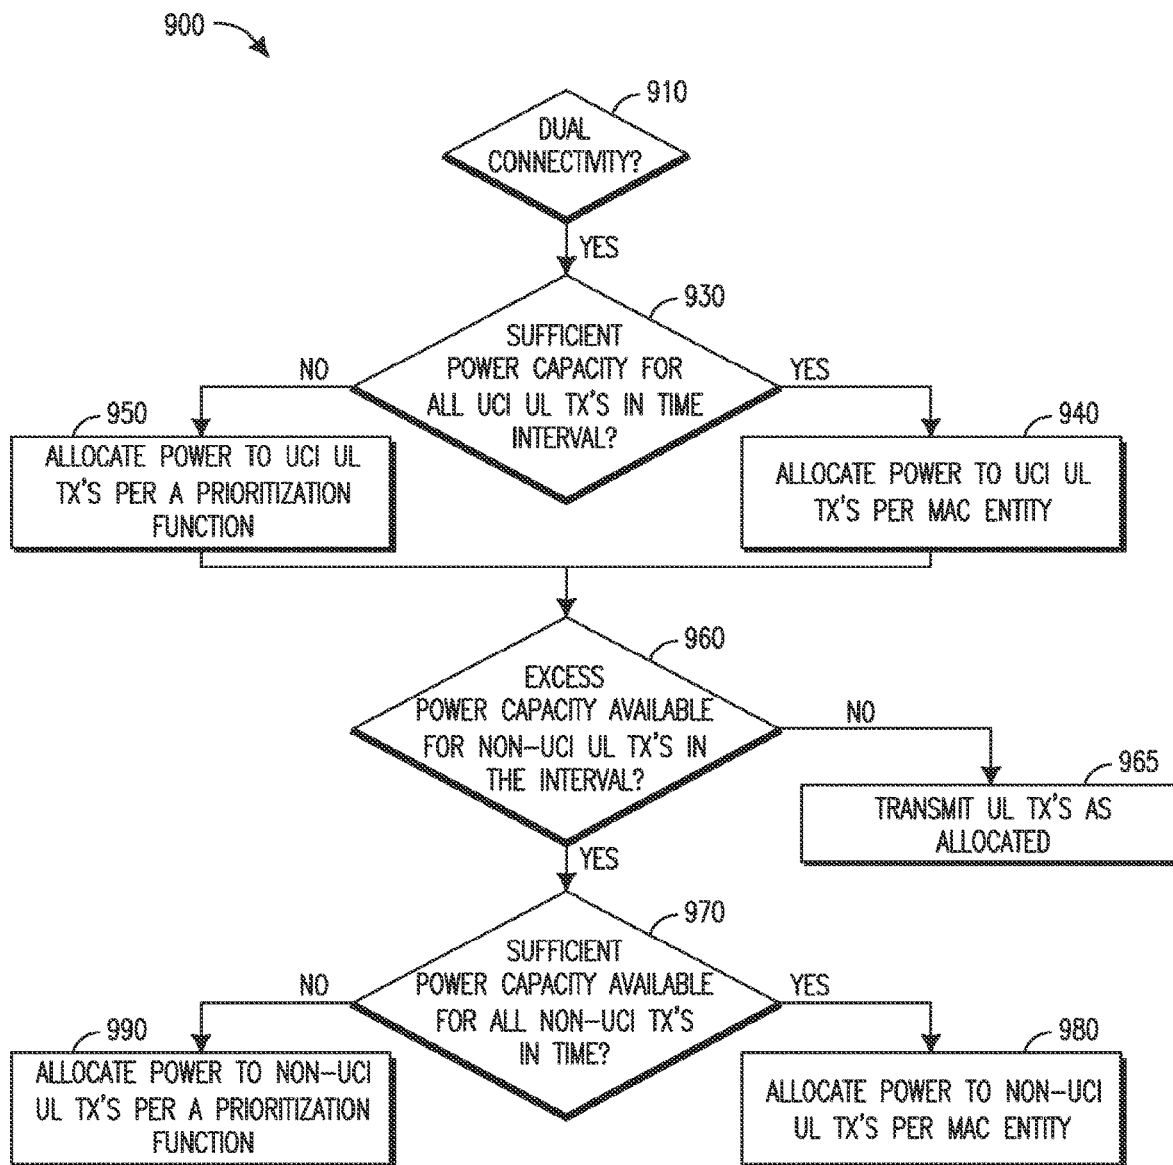 900
910
DUAL
CONNECTIVITY?
YES
930
SUFFICIENT
POWER CAPACITY FOR
ALL UCI UL TX'S IN TIME
INTERVAL?
NO
YES
950
ALLOCATE POWER TO UCI UL
TX'S PER A PRIORITIZATION
FUNCTION
940
ALLOCATE POWER TO UCI UL
TX'S PER MAC ENTITY
960
EXCESS
POWER CAPACITY AVAILABLE
FOR NON-UCI UL TX'S IN
THE INTERVAL?
NO
965
TRANSMIT UL TX'S AS
ALLOCATED
YES
970
SUFFICIENT
POWER CAPACITY AVAILABLE
FOR ALL NON-UCI TX'S
IN TIME?
NO
YES
990
ALLOCATE POWER TO NON-UCI
UL TX'S PER A PRIORITIZATION
FUNCTION
980
ALLOCATE POWER TO NON-UCI
UL TX'S PER MAC ENTITY